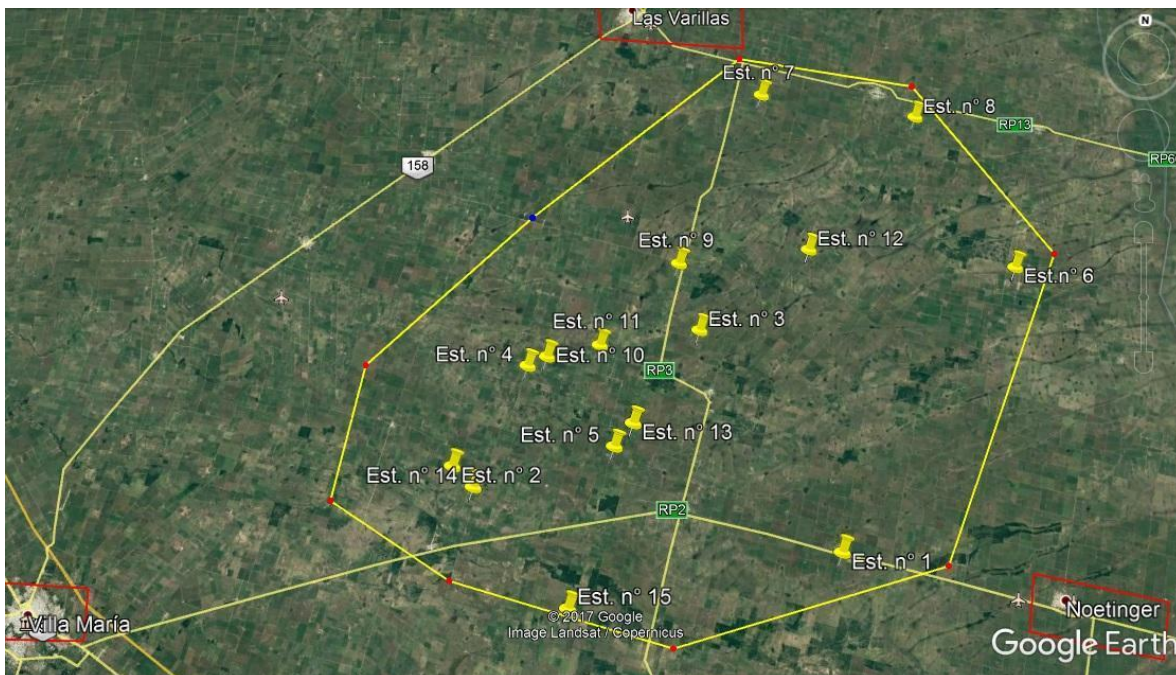 Las Varillas
N
Est. n° 7
Est. n° 8
RP13
158
RP6
Est. n° 9
Est. n° 12
Est.n° 6
Est. n° 11
Est. n° 3
Est. n° 4
Est. n° 10
RP3
Est. n° 5
Est. n° 13
Est. n° 14
Est. n° 2
RP2
Est. n° 1
Est. n° 15
Noetinger
© 2017 Google
Villa María
Image Landsat / Copernicus
Google Earth